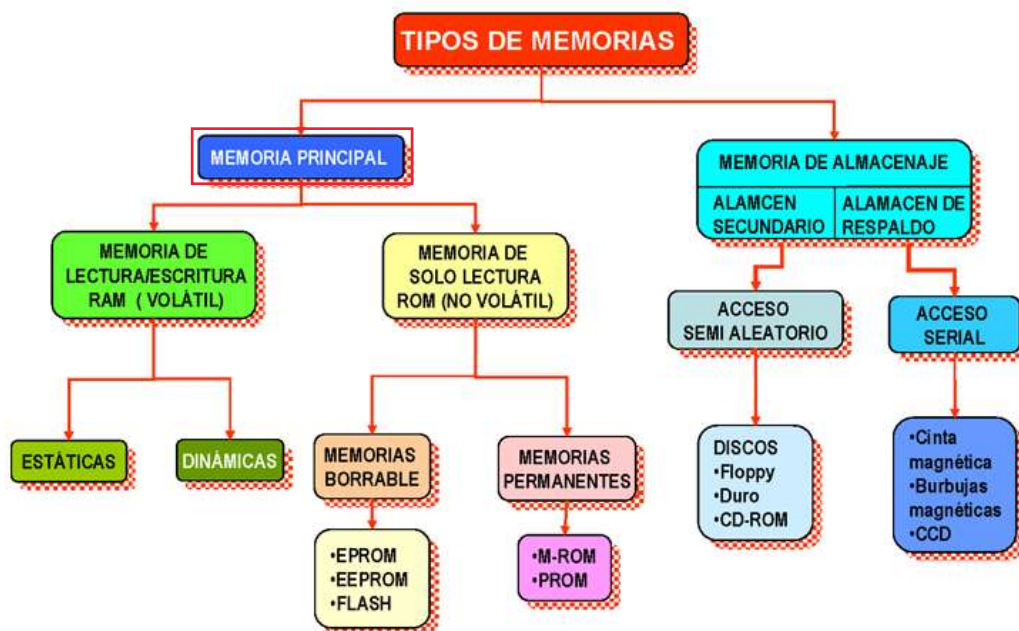 TIPOS DE MEMORIAS
MEMORIA PRINCIPAL
MEMORIA DE ALMACENAJE
ALAMCEN
SECUNDARIO
ALAMACEN DE
RESPALDO
MEMORIA DE
LECTURA/ESCRITURA
RAM ( VOLÁTIL)
MEMORIA DE
SOLO LECTURA
ROM (NO VOLÁTIL)
ACCESO
SEMI ALEATORIO
ACCESO
SERIAL
ESTÁTICAS
DINÁMICAS
MEMORIAS
BORRABLE
MEMORIAS
PERMANENTES
DISCOS
•Floppy
•Duro
•CD-ROM
•Cinta
magnética
•Burbujas
magnéticas
•CCD
•EPROM
•EEPROM
•FLASH
•M-ROM
•PROM